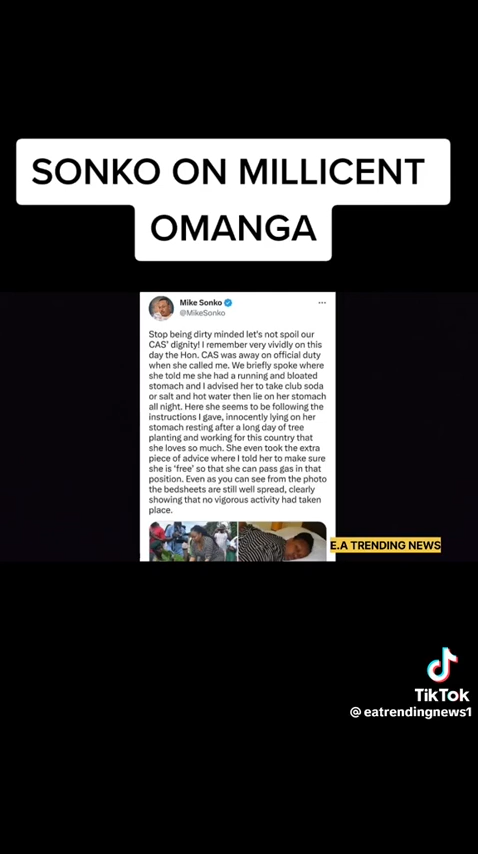 SONKO ON MILLICENT
OMANGA
Mike Sonko
@MikeSonko
Stop being dirty minded let's not spoil our
CAS' dignity! I remember very vividly on this
day the Hon. CAS was away on official duty
when she called me. We briefly spoke where
she told me she had a running and bloated
stomach and I advised her to take club soda
or salt and hot water then lie on her stomach
all night. Here she seems to be following the
instructions I gave, innocently lying on her
stomach resting after a long day of tree
planting and working for this country that
she loves so much. She even took the extra
piece of advice where I told her to make sure
she is 'free' so that she can pass gas in that
position. Even as you can see from the photo
the bedsheets are still well spread, clearly
showing that no vigorous activity had taken
place.
E.A TRENDING NEWS
TikTok
@eatrendingnews1